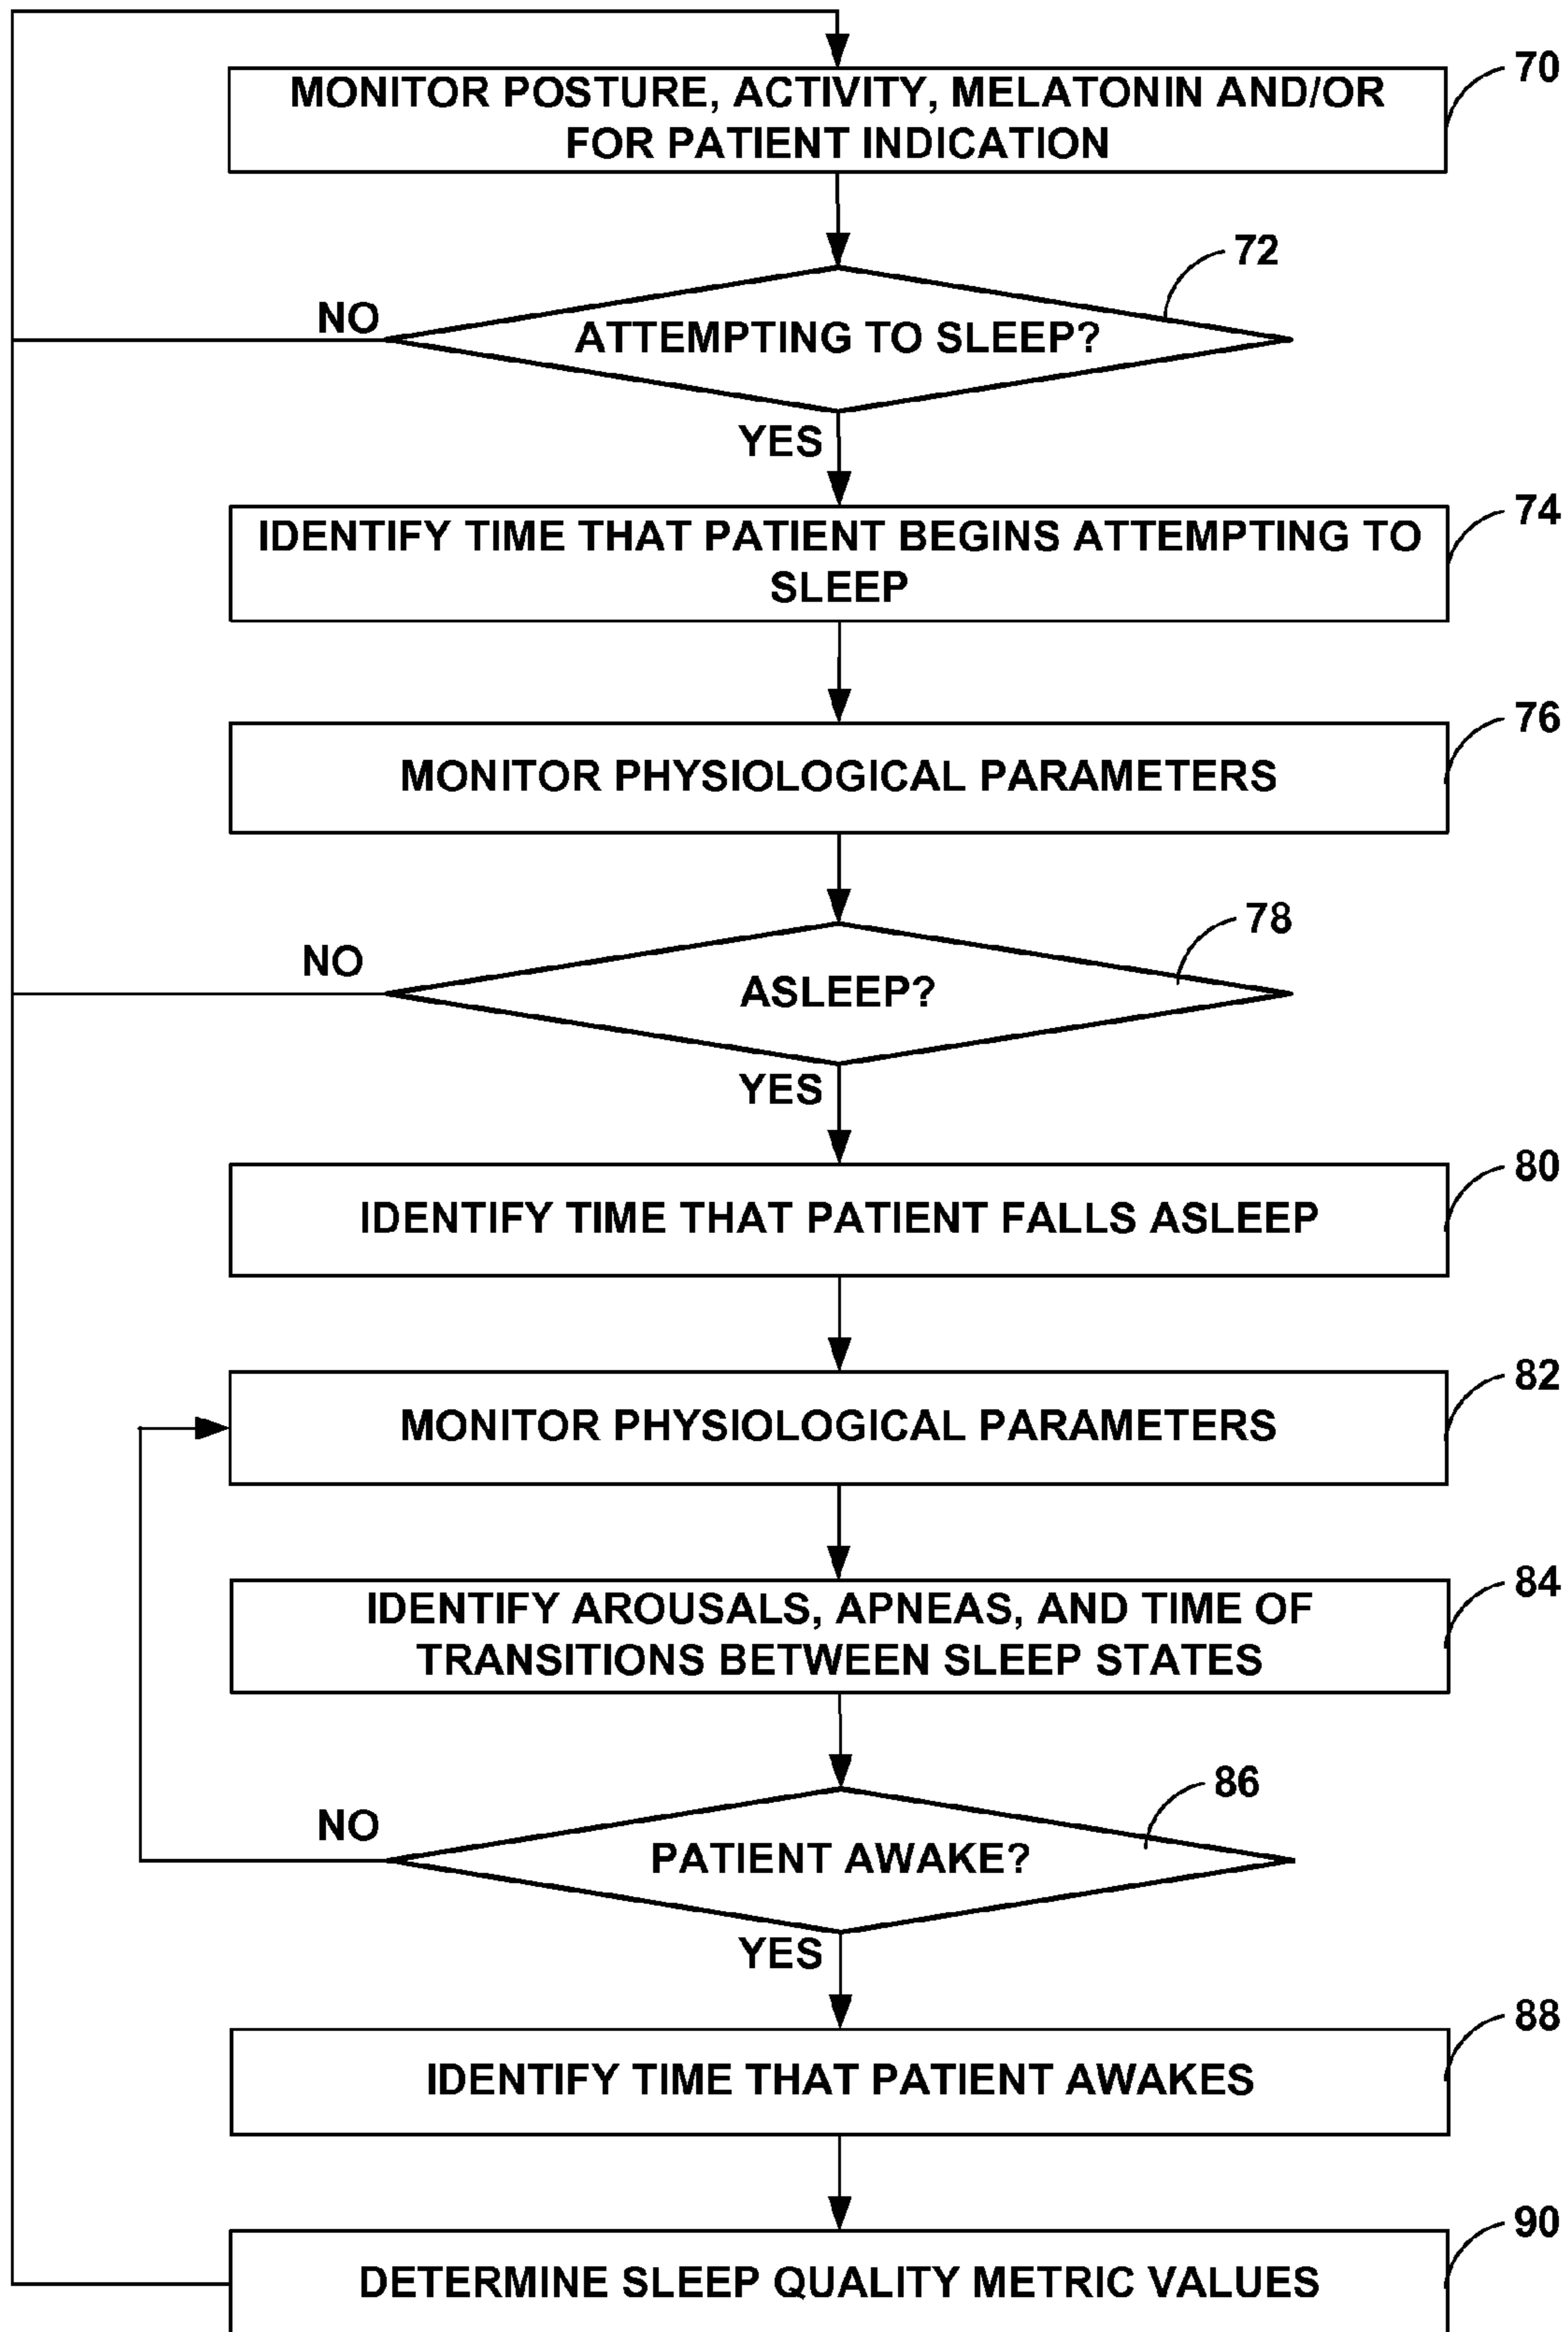 MONITOR POSTURE, ACTIVITY, MELATONIN AND/OR
FOR PATIENT INDICATION
70
72
NO
ATTEMPTING TO SLEEP?
YES
74
IDENTIFY TIME THAT PATIENT BEGINS ATTEMPTING TO
SLEEP
76
MONITOR PHYSIOLOGICAL PARAMETERS
78
NO
ASLEEP?
YES
80
IDENTIFY TIME THAT PATIENT FALLS ASLEEP
82
MONITOR PHYSIOLOGICAL PARAMETERS
84
IDENTIFY AROUSALS, APNEAS, AND TIME OF
TRANSITIONS BETWEEN SLEEP STATES
86
NO
PATIENT AWAKE?
YES
88
IDENTIFY TIME THAT PATIENT AWAKES
90
DETERMINE SLEEP QUALITY METRIC VALUES